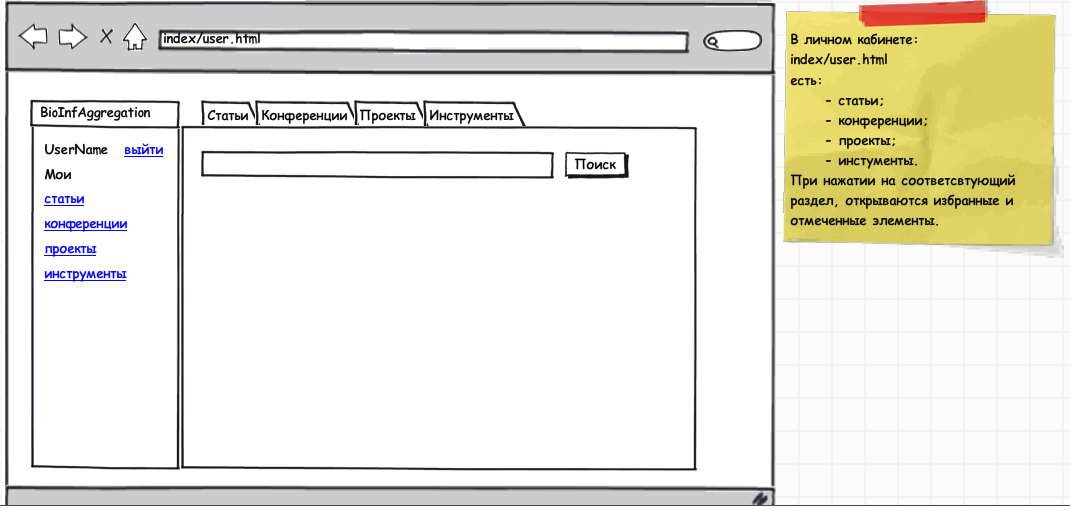 index/user.html
BioInfAggregation
UserName выйти
Мои
статьи
конференции
проекты
инструменты
Статьи Конференции Проекты Инструменты
Поиск
В личном кабинете:
index/user.html
есть:
- статьи;
- конференции;
- проекты;
- инстументы.
При нажатии на соответсвтующий
раздел, открываются избранные и
отмеченные элементы.